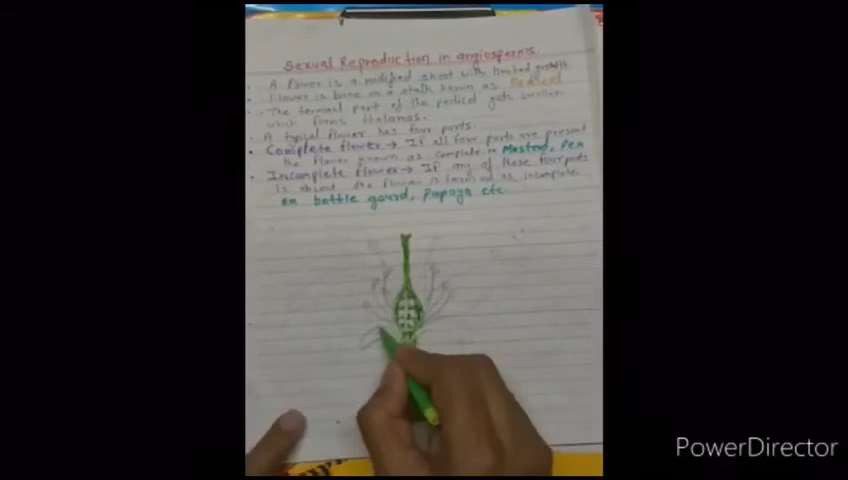 Sexual Reproduction in angiosperms.
• A flower is a modified shoot with limited growth.
• Flower is bone on a stalk known as Pedicel
• The terminal part of the pedicel gets swollen
which forms thalamus.
• A typical flower has four parts.
• Complete flower → If all four parts are present
the flower known as complete Mustard, Pea
• Incomplete flower → If any of these four parts
is absent the flower is termed as incomplete
en bottle gourd, Papaya etc.
PowerDirector